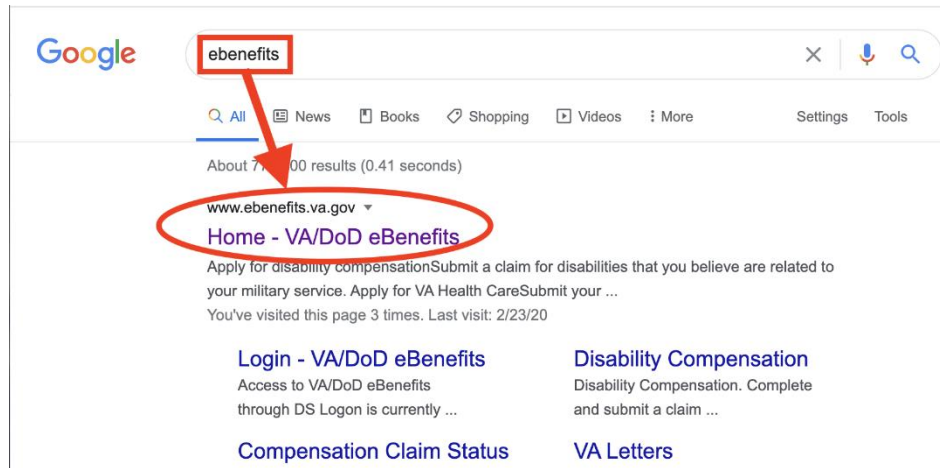 Google
ebenefits
All News Books Shopping Videos More Settings Tools
About 00 results (0.41 seconds)
www.ebenefits.va.gov
Home - VA/DoD eBenefits
Apply for disability compensationSubmit a claim for disabilities that you believe are related to
your military service. Apply for VA Health CareSubmit your ...
You've visited this page 3 times. Last visit: 2/23/20
Login - VA/DoD eBenefits
Access to VA/DoD eBenefits
through DS Logon is currently ...
Disability Compensation
Disability Compensation. Complete
and submit a claim ...
Compensation Claim Status
VA Letters